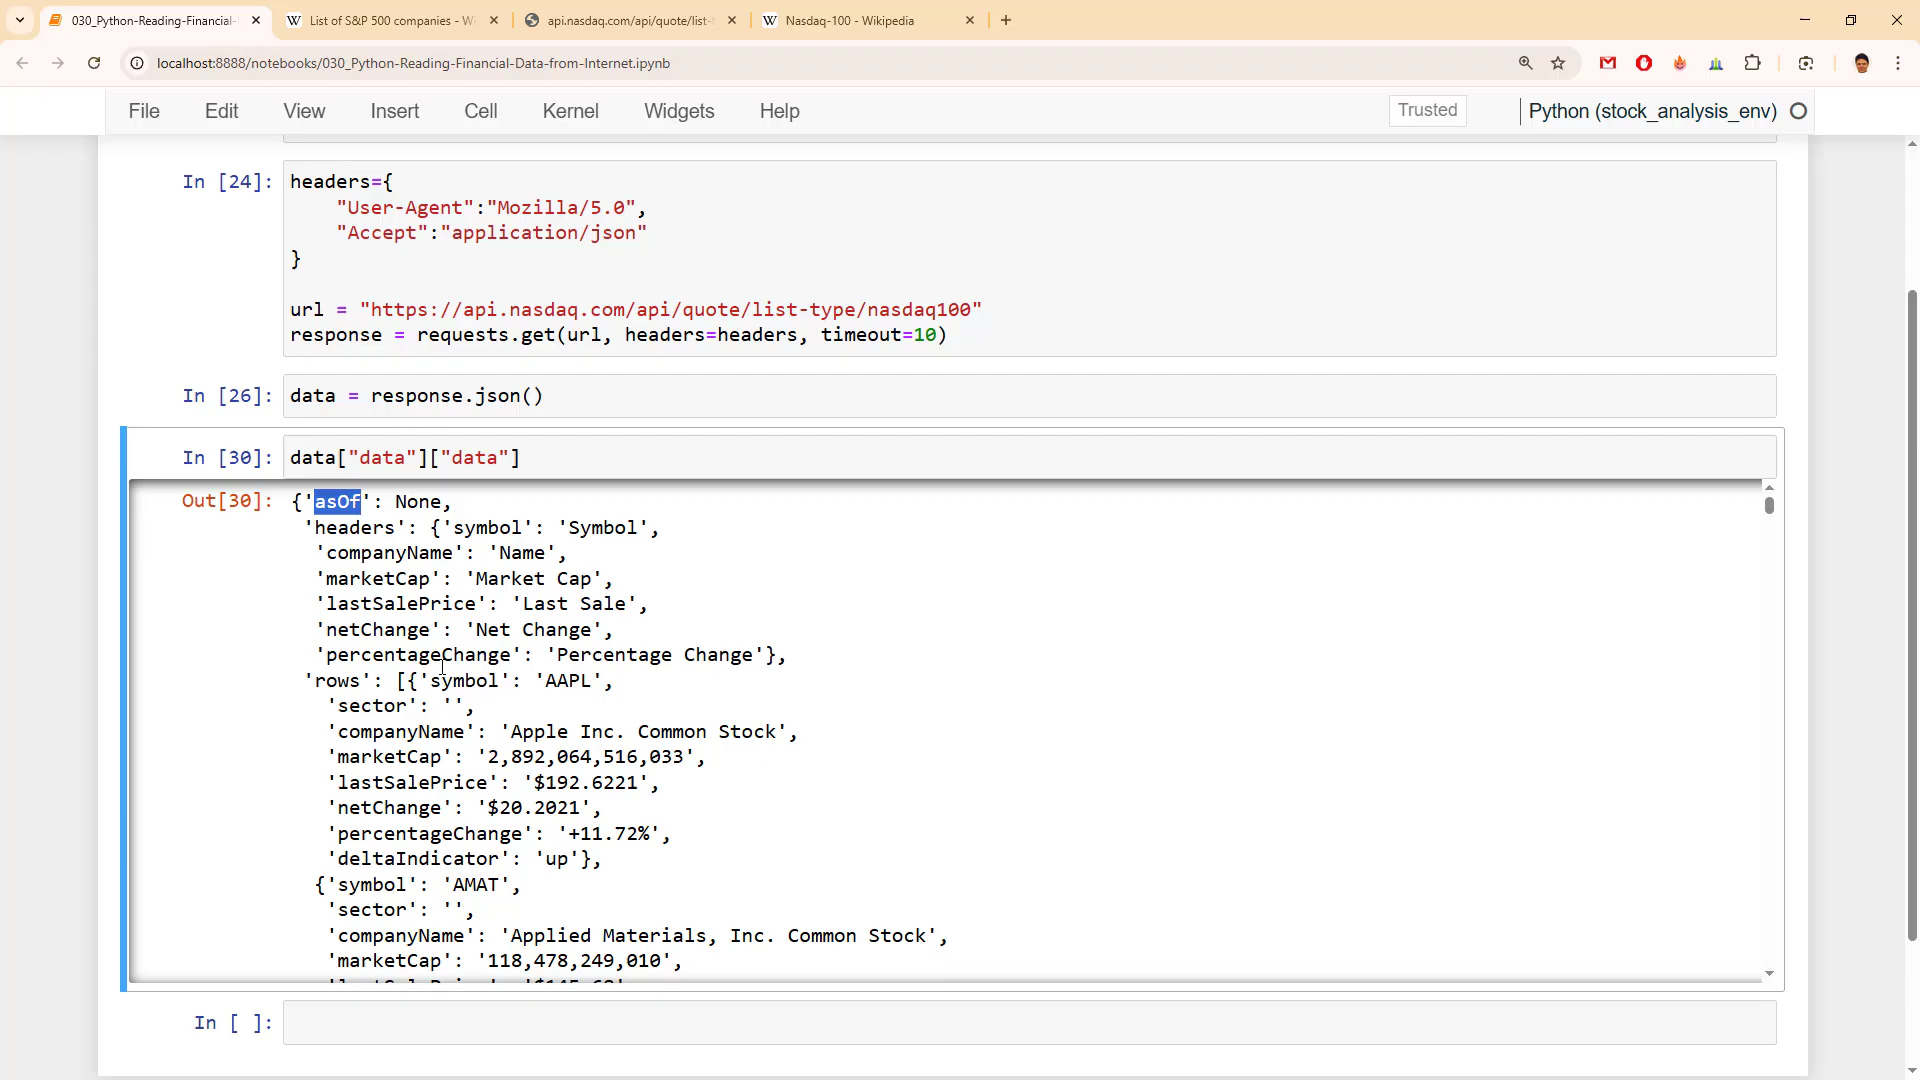 030_Python-Reading-Financial-
List of S&P 500 companies - W
api.nasdaq.com/api/quote/list-
Nasdaq-100 - Wikipedia
localhost:8888/notebooks/030_Python-Reading-Financial-Data-from-Internet.ipynb
File Edit View Insert Cell Kernel Widgets Help Trusted Python (stock_analysis_env)
In [24]: headers={
"User-Agent":"Mozilla/5.0",
"Accept":"application/json"
}
url = "https://api.nasdaq.com/api/quote/list-type/nasdaq100"
response = requests.get(url, headers=headers, timeout=10)
In [26]: data = response.json()
In [30]: data["data"]["data"]
Out[30]: {'asOf': None,
'headers': {'symbol': 'Symbol',
'companyName': 'Name',
'marketCap': 'Market Cap',
'lastSalePrice': 'Last Sale',
'netChange': 'Net Change',
'percentageChange': 'Percentage Change'},
'rows': [{'symbol': 'AAPL',
'sector': '',
'companyName': 'Apple Inc. Common Stock',
'marketCap': '2,892,064,516,033',
'lastSalePrice': '$192.6221',
'netChange': '$20.2021',
'percentageChange': '+11.72%',
'deltaIndicator': 'up'},
{'symbol': 'AMAT',
'sector': '',
'companyName': 'Applied Materials, Inc. Common Stock',
'marketCap': '118,478,249,010',
In [ ]: